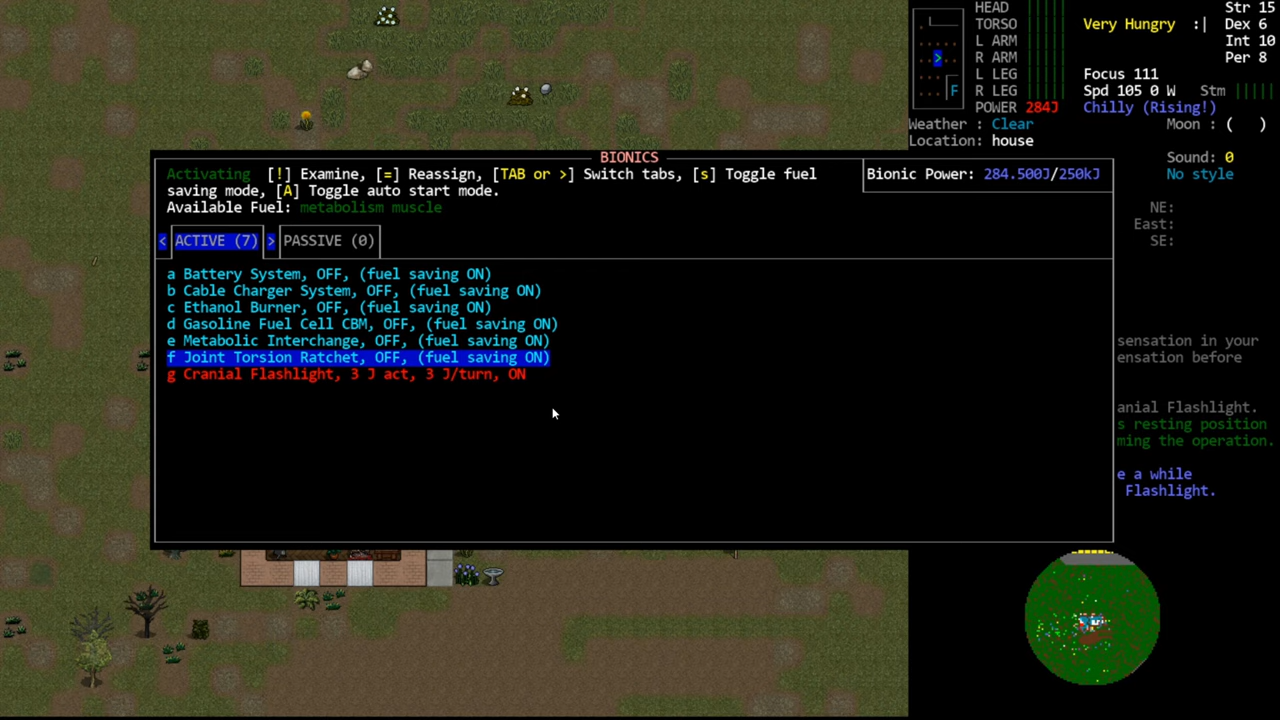 HEAD
TORSO
L ARM
R ARM
L LEG
R LEG
POWER 284J
Very Hungry :|
Str 15
Dex 6
Int 10
Per 8
Focus 111
Spd 105 0 W Stm
Chilly (Rising!)
Weather : Clear Moon : ( )
Location: house
Sound: 0
No style
NE:
East:
SE:
F
BIONICS
Activating [!] Examine, [=] Reassign, [TAB or >] Switch tabs, [s] Toggle fuel
saving mode, [A] Toggle auto start mode.
Available Fuel: metabolism muscle
Bionic Power: 284.500J/250kJ
< ACTIVE (7) > PASSIVE (0)
a Battery System, OFF, (fuel saving ON)
b Cable Charger System, OFF, (fuel saving ON)
c Ethanol Burner, OFF, (fuel saving ON)
d Gasoline Fuel Cell CBM, OFF, (fuel saving ON)
e Metabolic Interchange, OFF, (fuel saving ON)
f Joint Torsion Ratchet, OFF, (fuel saving ON)
g Cranial Flashlight, 3 J act, 3 J/turn, ON
sensation in your
ensation before
anial Flashlight.
s resting position
ming the operation.
e a while
Flashlight.